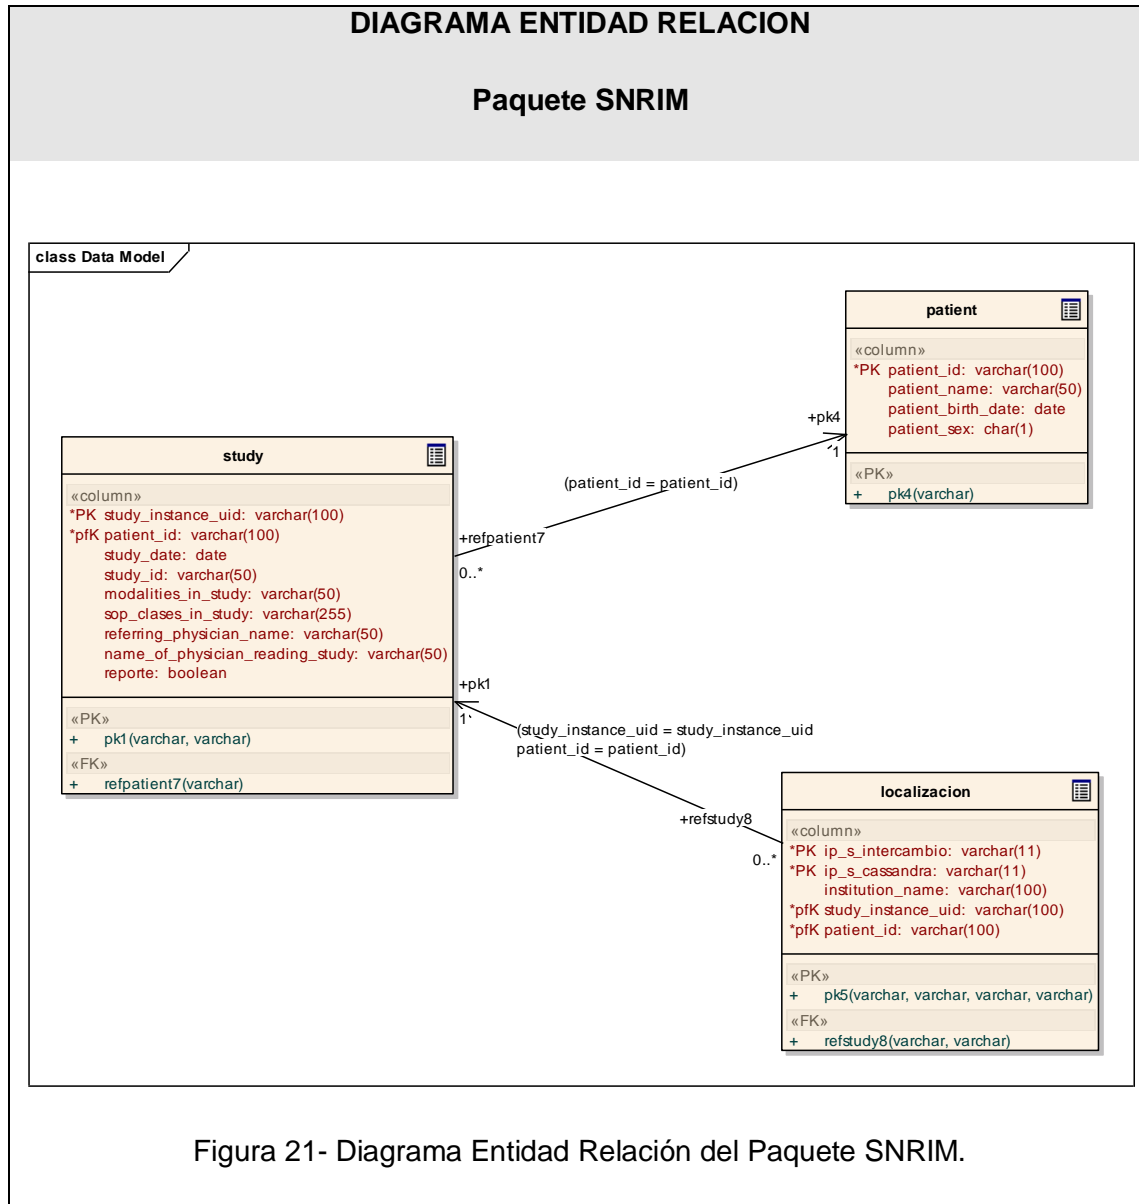 DIAGRAMA ENTIDAD RELACION
Paquete SNRIM
class Data Model
patient
«column»
*PK patient_id: varchar(100)
patient_name: varchar(50)
patient_birth_date: date
patient_sex: char(1)
«PK»
+ pk4(varchar)
+pk4
1
(patient_id = patient_id)
+refpatient7
0..*
study
«column»
*PK study_instance_uid: varchar(100)
*pfK patient_id: varchar(100)
study_date: date
study_id: varchar(50)
modalities_in_study: varchar(50)
sop_clases_in_study: varchar(255)
referring_physician_name: varchar(50)
name_of_physician_reading_study: varchar(50)
reporte: boolean
«PK»
+ pk1(varchar, varchar)
«FK»
+ refpatient7(varchar)
+pk1
1
(study_instance_uid = study_instance_uid
patient_id = patient_id)
+refstudy8
0..*
localizacion
«column»
*PK ip_s_intercambio: varchar(11)
*PK ip_s_cassandra: varchar(11)
institution_name: varchar(100)
*pfK study_instance_uid: varchar(100)
*pfK patient_id: varchar(100)
«PK»
+ pk5(varchar, varchar, varchar, varchar)
«FK»
+ refstudy8(varchar, varchar)
Figura 21- Diagrama Entidad Relación del Paquete SNRIM.